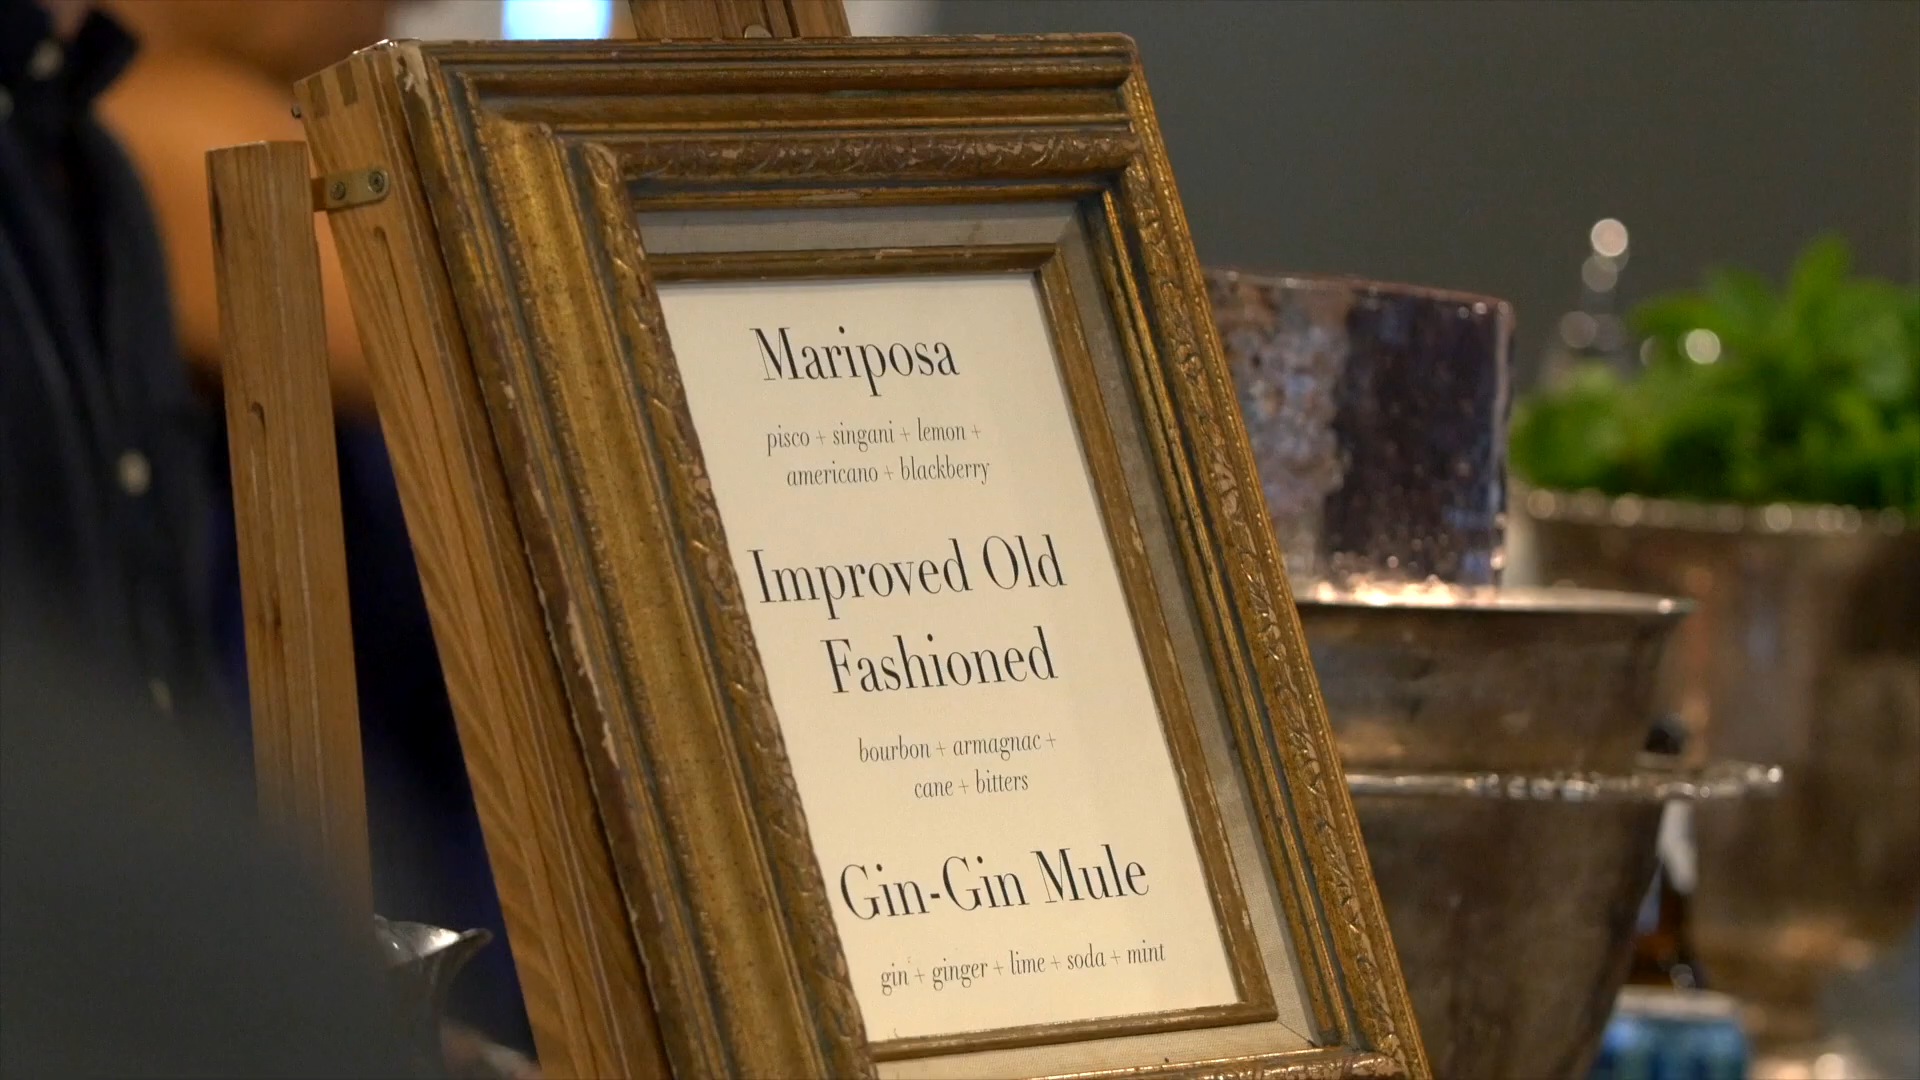 Mariposa
pisco + singani + lemon +
americano + blackberry
Improved Old
Fashioned
bourbon + armagnac +
cane + bitters
Gin-Gin Mule
gin + ginger + lime + soda + mint